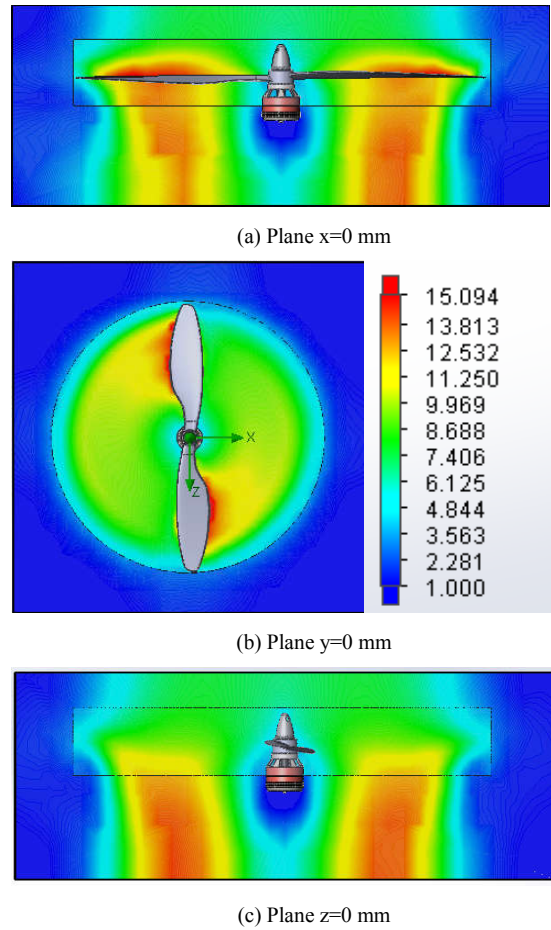 (a) Plane x=0 mm
X
Z
15.094
13.813
12.532
11.250
9.969
8.688
7.406
6.125
4.844
3.563
2.281
1.000
(b) Plane y=0 mm
(c) Plane z=0 mm